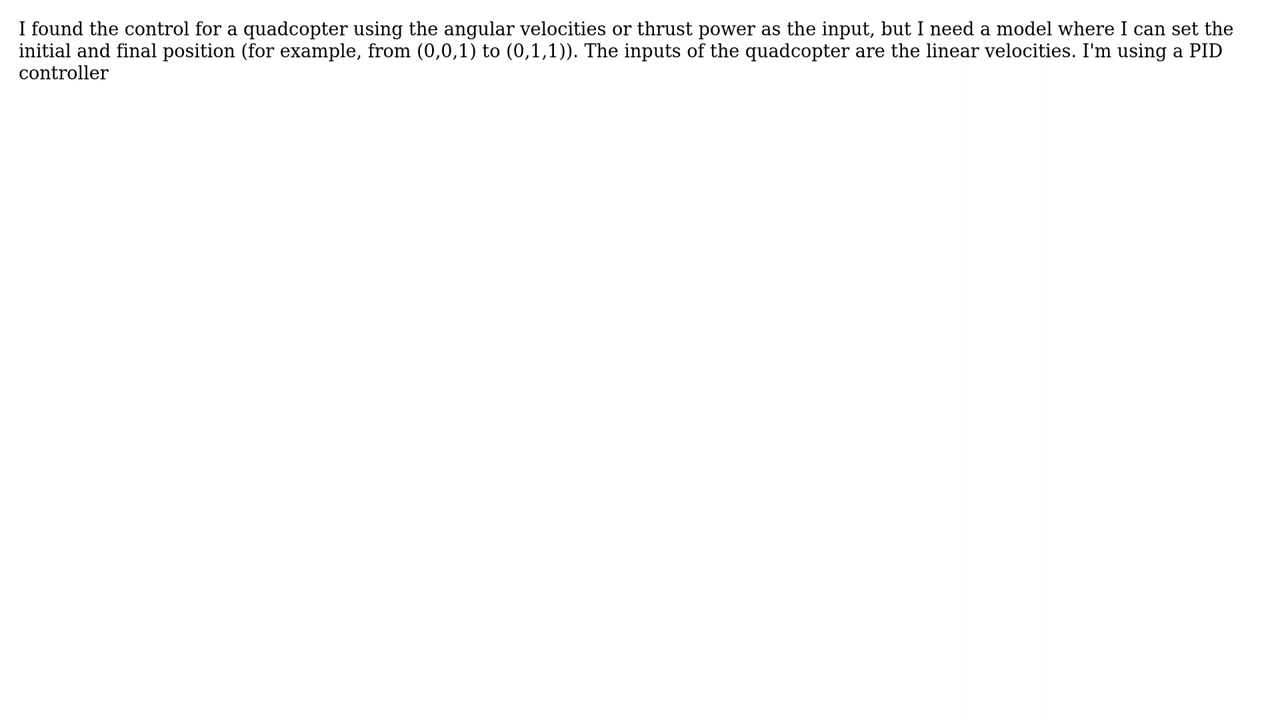 I found the control for a quadcopter using the angular velocities or thrust power as the input, but I need a model where I can set the
initial and final position (for example, from (0,0,1) to (0,1,1)). The inputs of the quadcopter are the linear velocities. I'm using a PID
controller